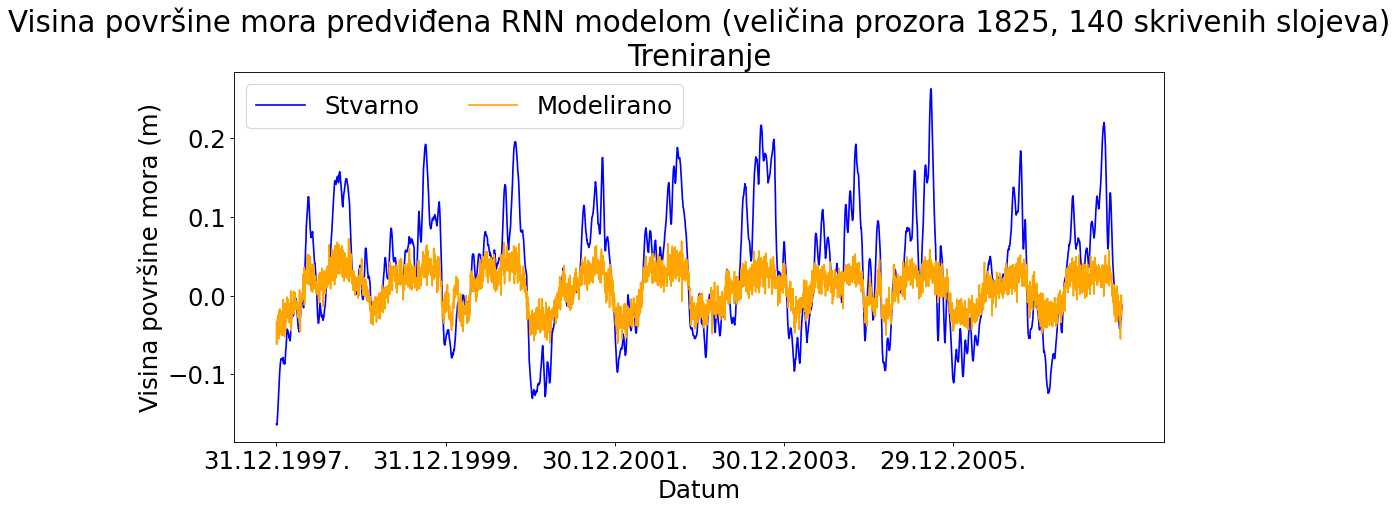 Visina površine mora predviđena RNN modelom (veličina prozora 1825, 140 skrivenih slojeva)
Treniranje
Stvarno Modelirano
Visina površine mora (m)
0.2
0.1
0.0
−0.1
31.12.1997. 31.12.1999. 30.12.2001. 30.12.2003. 29.12.2005.
Datum